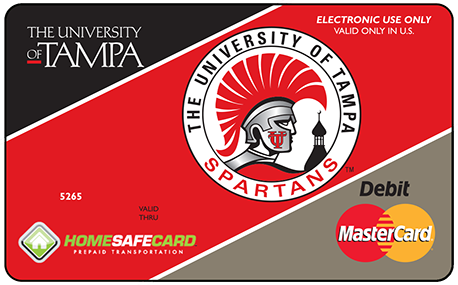 THE UNIVERSITY
OF TAMPA
ELECTRONIC USE ONLY
VALID ONLY IN U.S.
THE UNIVERSITY OF TAMPA
UT
SPARTANS
TM
5265
VALID
THRU
HOMESAFECARD
PREPAID TRANSPORTATION
Debit
MasterCard